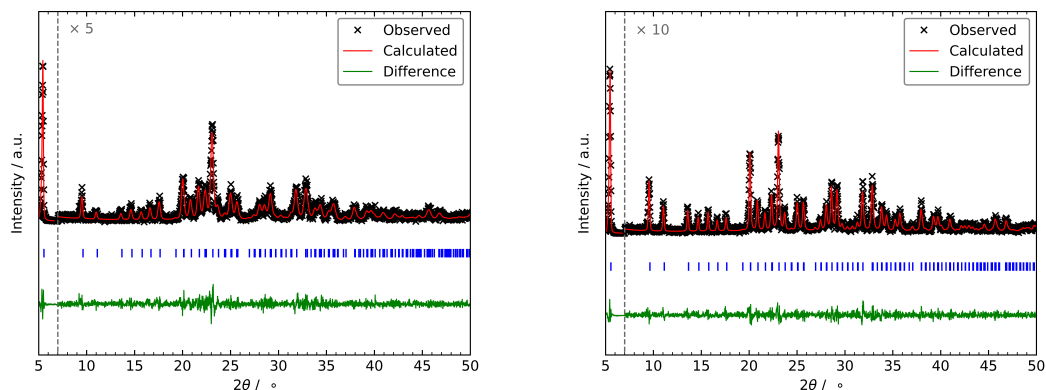 × 5
Observed
Calculated
Difference
Intensity / a.u.
5 10 15 20 25 30 35 40 45 50
2θ / °
× 10
Observed
Calculated
Difference
Intensity / a.u.
5 10 15 20 25 30 35 40 45 50
2θ / °